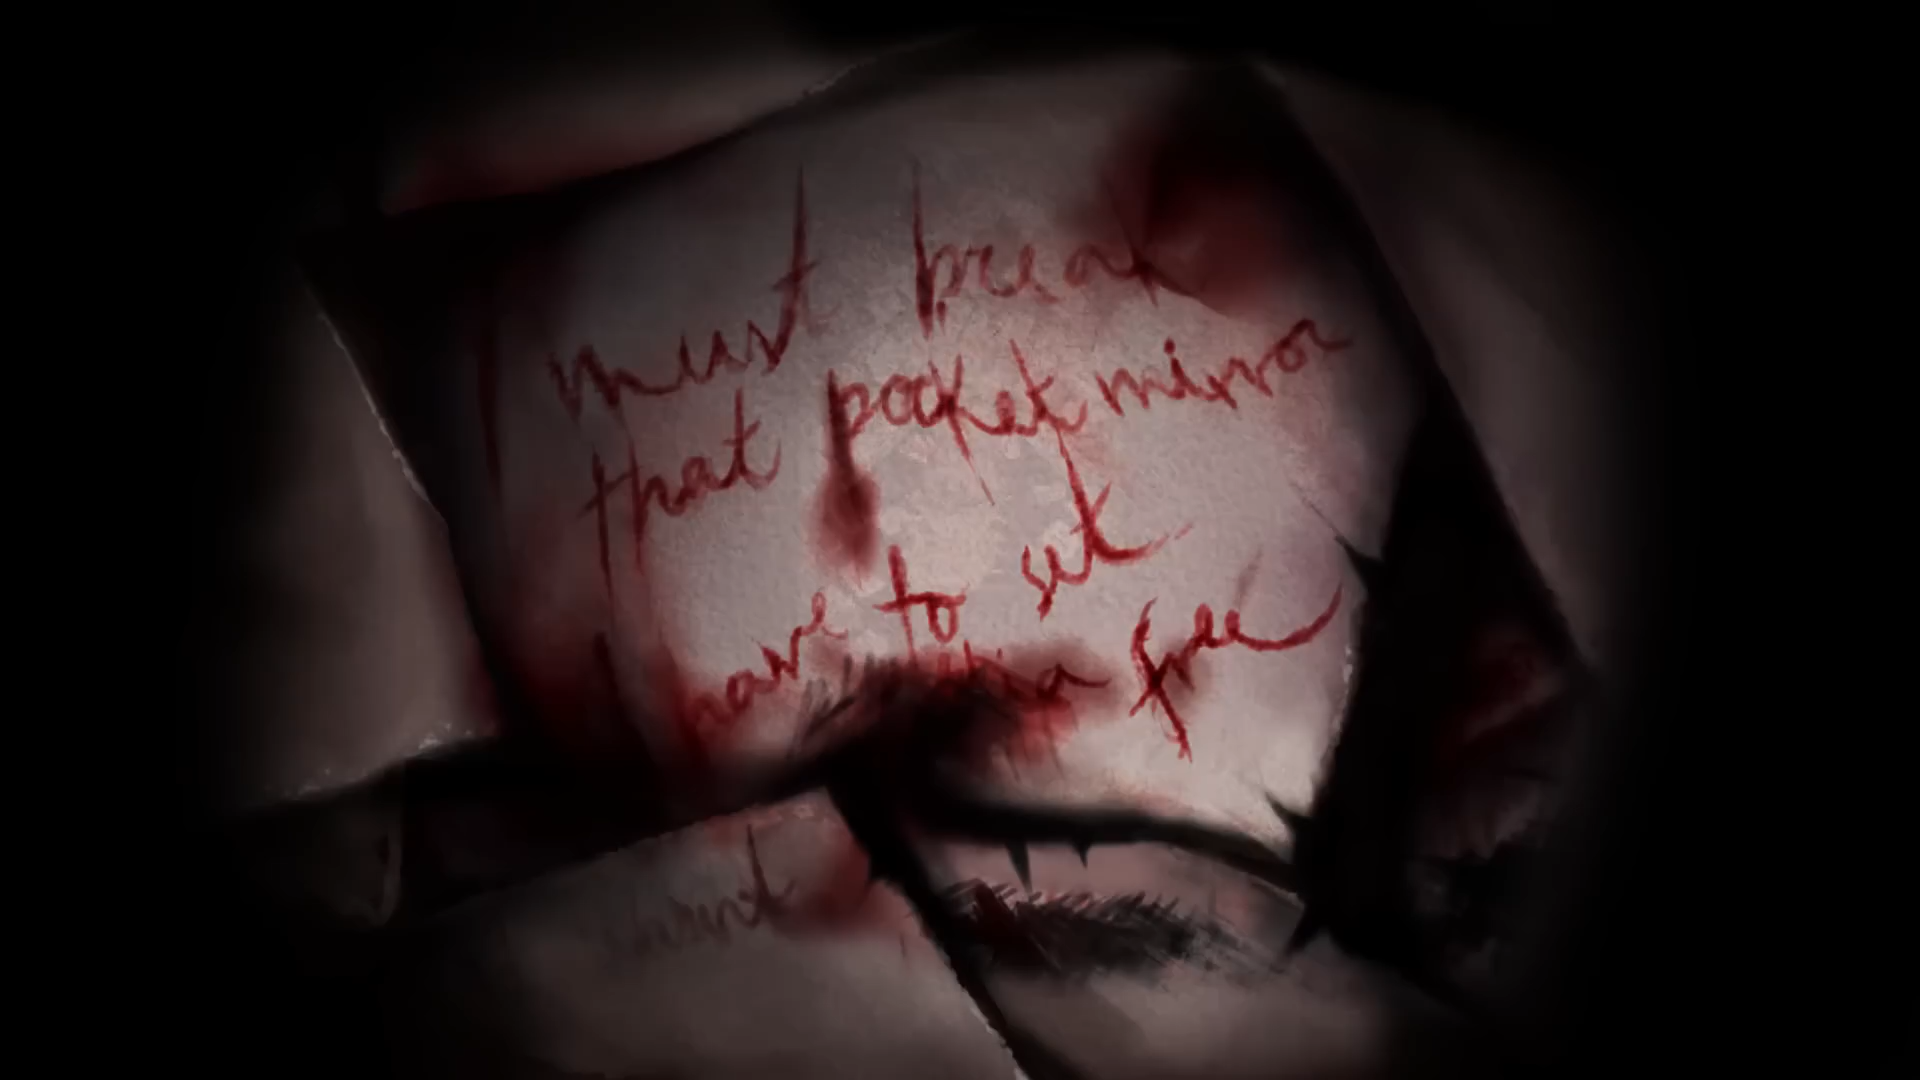 must break
that pocket mirror
have to set
free